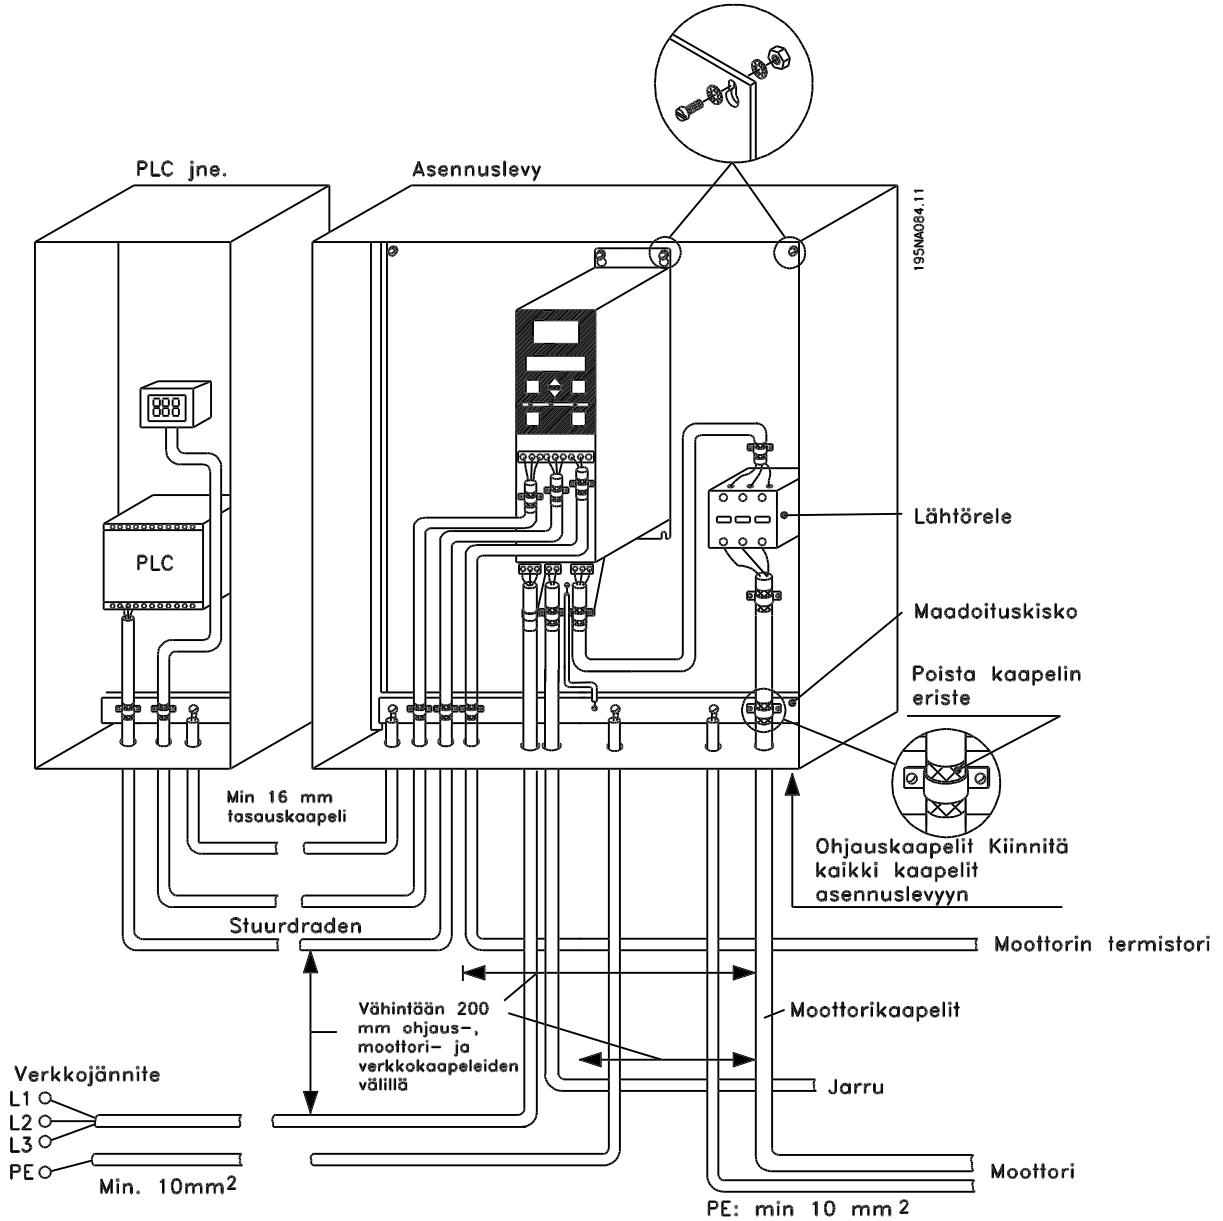 PLC jne.
Asennuslevy
195NA084.11
PLC
Lähtörele
Maadoituskisko
Poista kaapelin
eriste
Min 16 mm
tasauskaapeli
Ohjauskaapelit Kiinnitä
kaikki kaapelit
asennuslevyyn
Stuurdraden
Moottorin termistori
Vähintään 200
mm ohjaus-,
moottori- ja
verkkokaapeleiden
välillä
Moottorikaapelit
Verkkojännite
L1
L2
L3
PE
Jarru
Min. 10mm2
Moottori
PE: min 10 mm 2